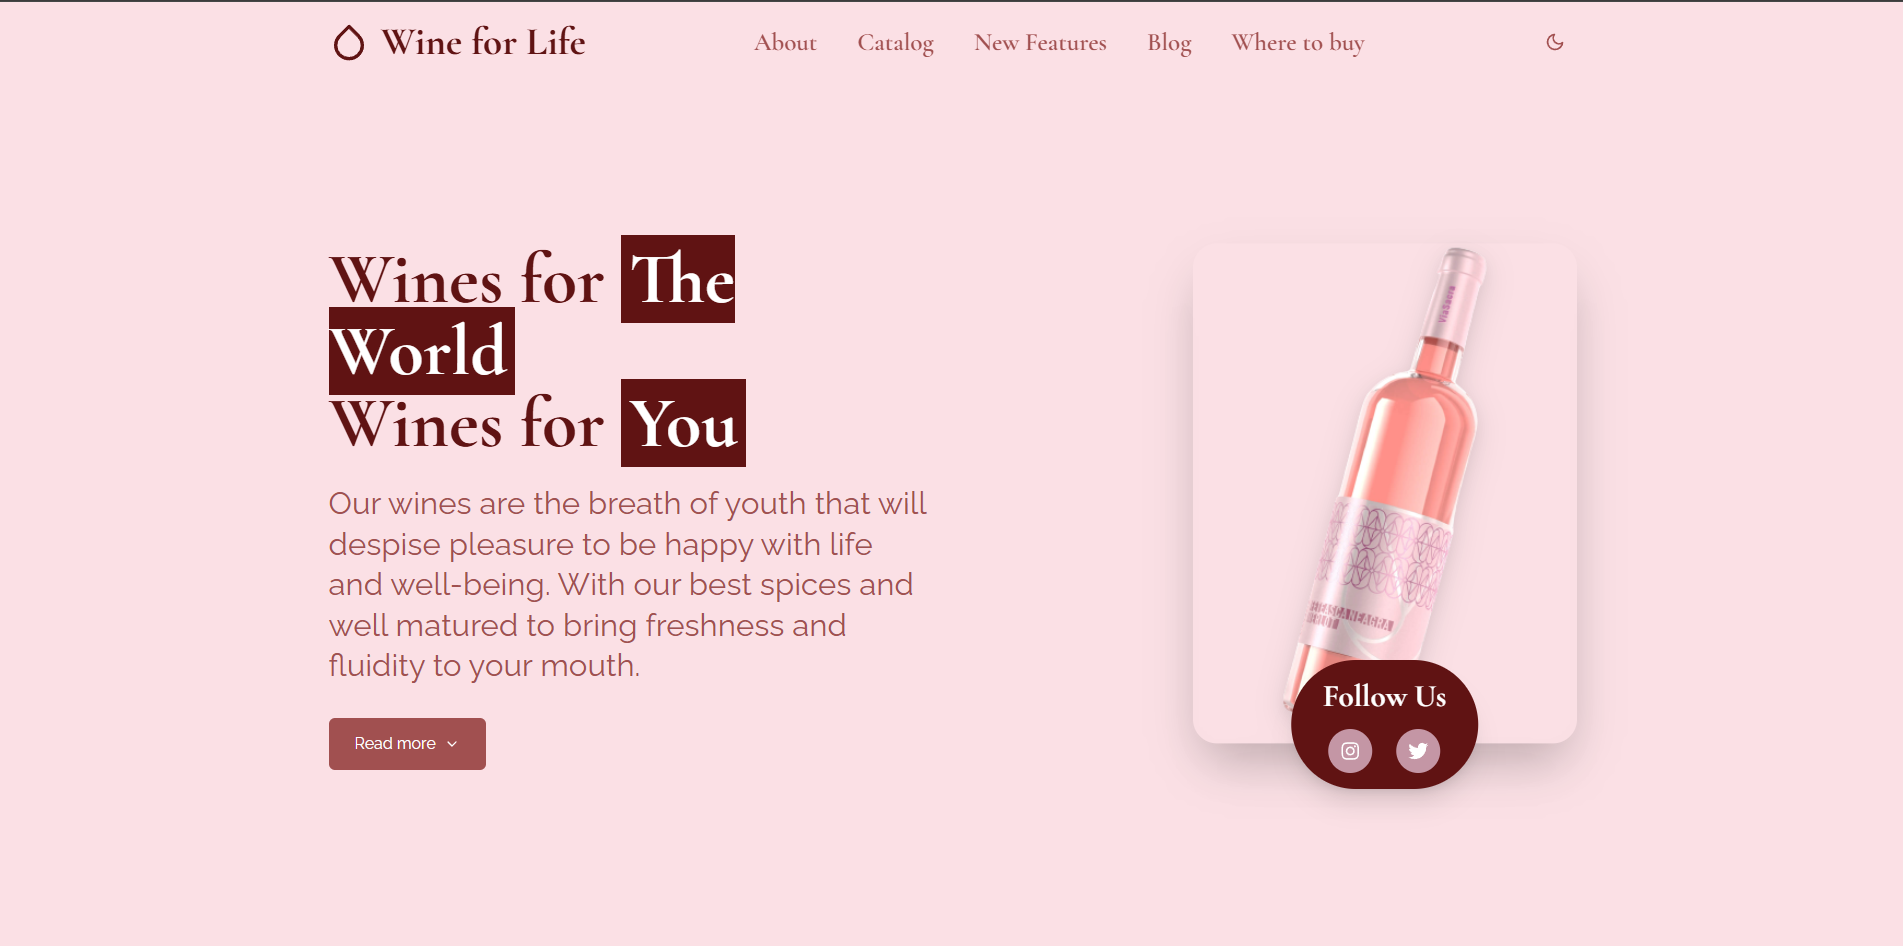 Wine for Life
About Catalog New Features Blog Where to buy
Wines for The
World
Wines for You
Our wines are the breath of youth that will
despise pleasure to be happy with life
and well-being. With our best spices and
well matured to bring freshness and
fluidity to your mouth.
Read more
Follow Us